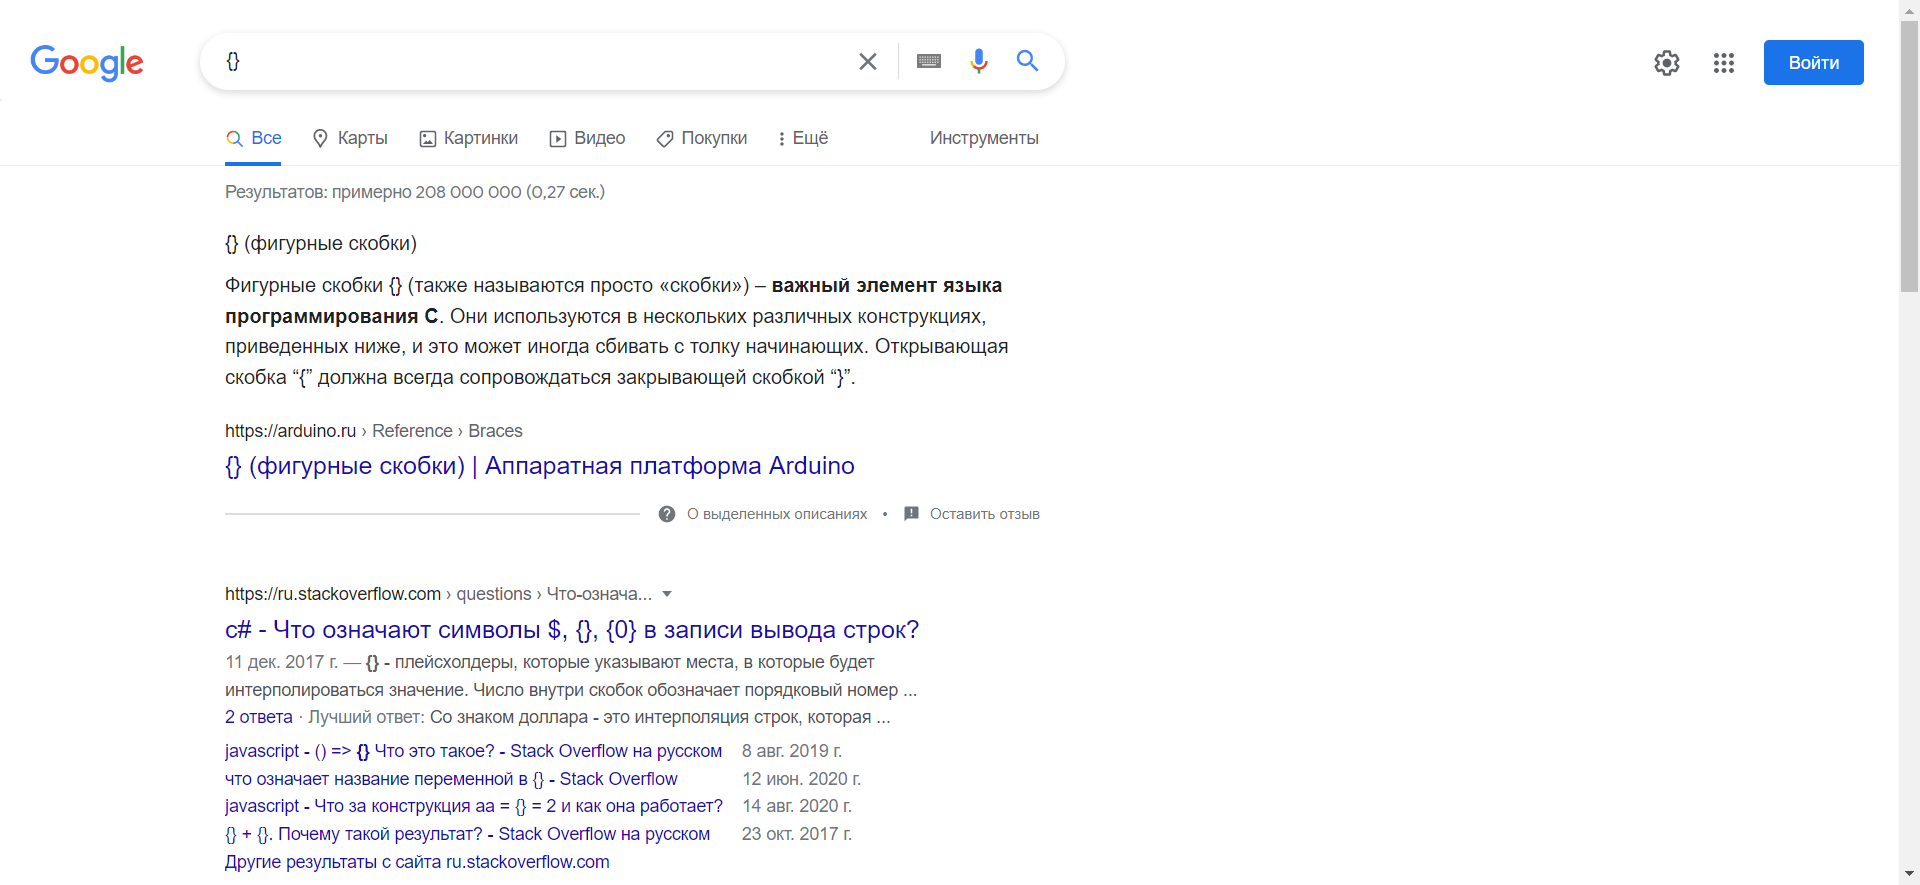 Google
{}
Войти
Все
Карты
Картинки
Видео
Покупки
Ещё
Инструменты
Результатов: примерно 208 000 000 (0,27 сек.)
{} (фигурные скобки)
Фигурные скобки {} (также называются просто «скобки») – важный элемент языка
программирования С. Они используются в нескольких различных конструкциях,
приведенных ниже, и это может иногда сбивать с толку начинающих. Открывающая
скобка “{” должна всегда сопровождаться закрывающей скобкой “}”.
https://arduino.ru › Reference › Braces
{} (фигурные скобки) | Аппаратная платформа Arduino
О выделенных описаниях • Оставить отзыв
https://ru.stackoverflow.com › questions › Что-означа...
c# - Что означают символы $, {}, {0} в записи вывода строк?
11 дек. 2017 г. — {} - плейсхолдеры, которые указывают места, в которые будет
интерполироваться значение. Число внутри скобок обозначает порядковый номер ...
2 ответа · Лучший ответ: Со знаком доллара - это интерполяция строк, которая ...
javascript - () => {} Что это такое? - Stack Overflow на русском 8 авг. 2019 г.
что означает название переменной в {} - Stack Overflow 12 июн. 2020 г.
javascript - Что за конструкция aa = {} = 2 и как она работает? 14 авг. 2020 г.
{} + {}. Почему такой результат? - Stack Overflow на русском 23 окт. 2017 г.
Другие результаты с сайта ru.stackoverflow.com